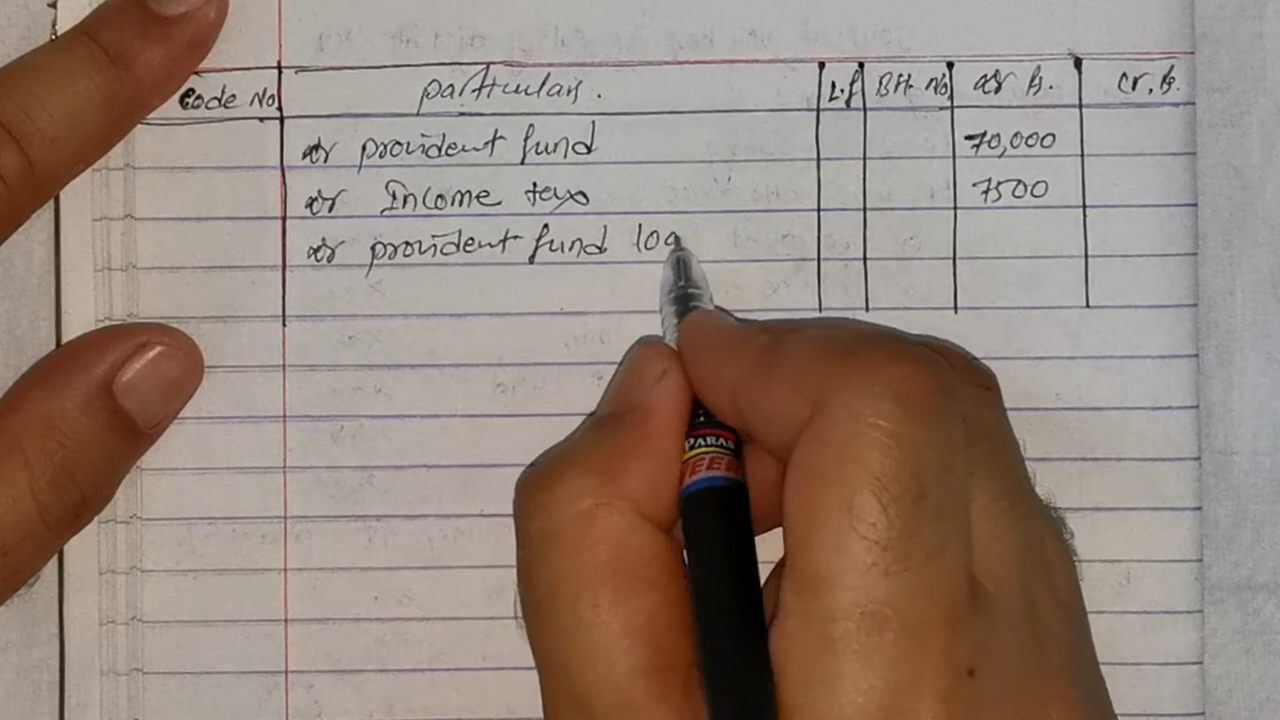 Code No. particulars. L.f BH. No dr Rs. cr. Rs.
dr provident fund 70,000
dr Income tax 7500
dr provident fund loa
PARAS